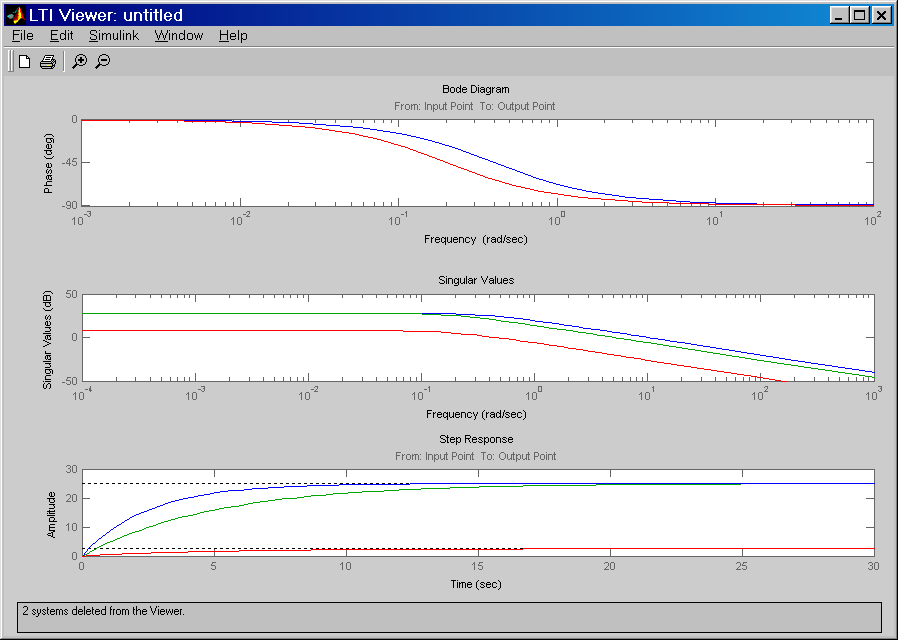 LTI Viewer: untitled
File Edit Simulink Window Help
Bode Diagram
From: Input Point To: Output Point
Phase (deg)
0
-45
-90
10^-3 10^-2 10^-1 10^0 10^1 10^2
Frequency (rad/sec)
Singular Values
Singular Values (dB)
50
0
-50
10^-4 10^-3 10^-2 10^-1 10^0 10^1 10^2 10^3
Frequency (rad/sec)
Step Response
From: Input Point To: Output Point
Amplitude
30
20
10
0
0 5 10 15 20 25 30
Time (sec)
2 systems deleted from the Viewer.